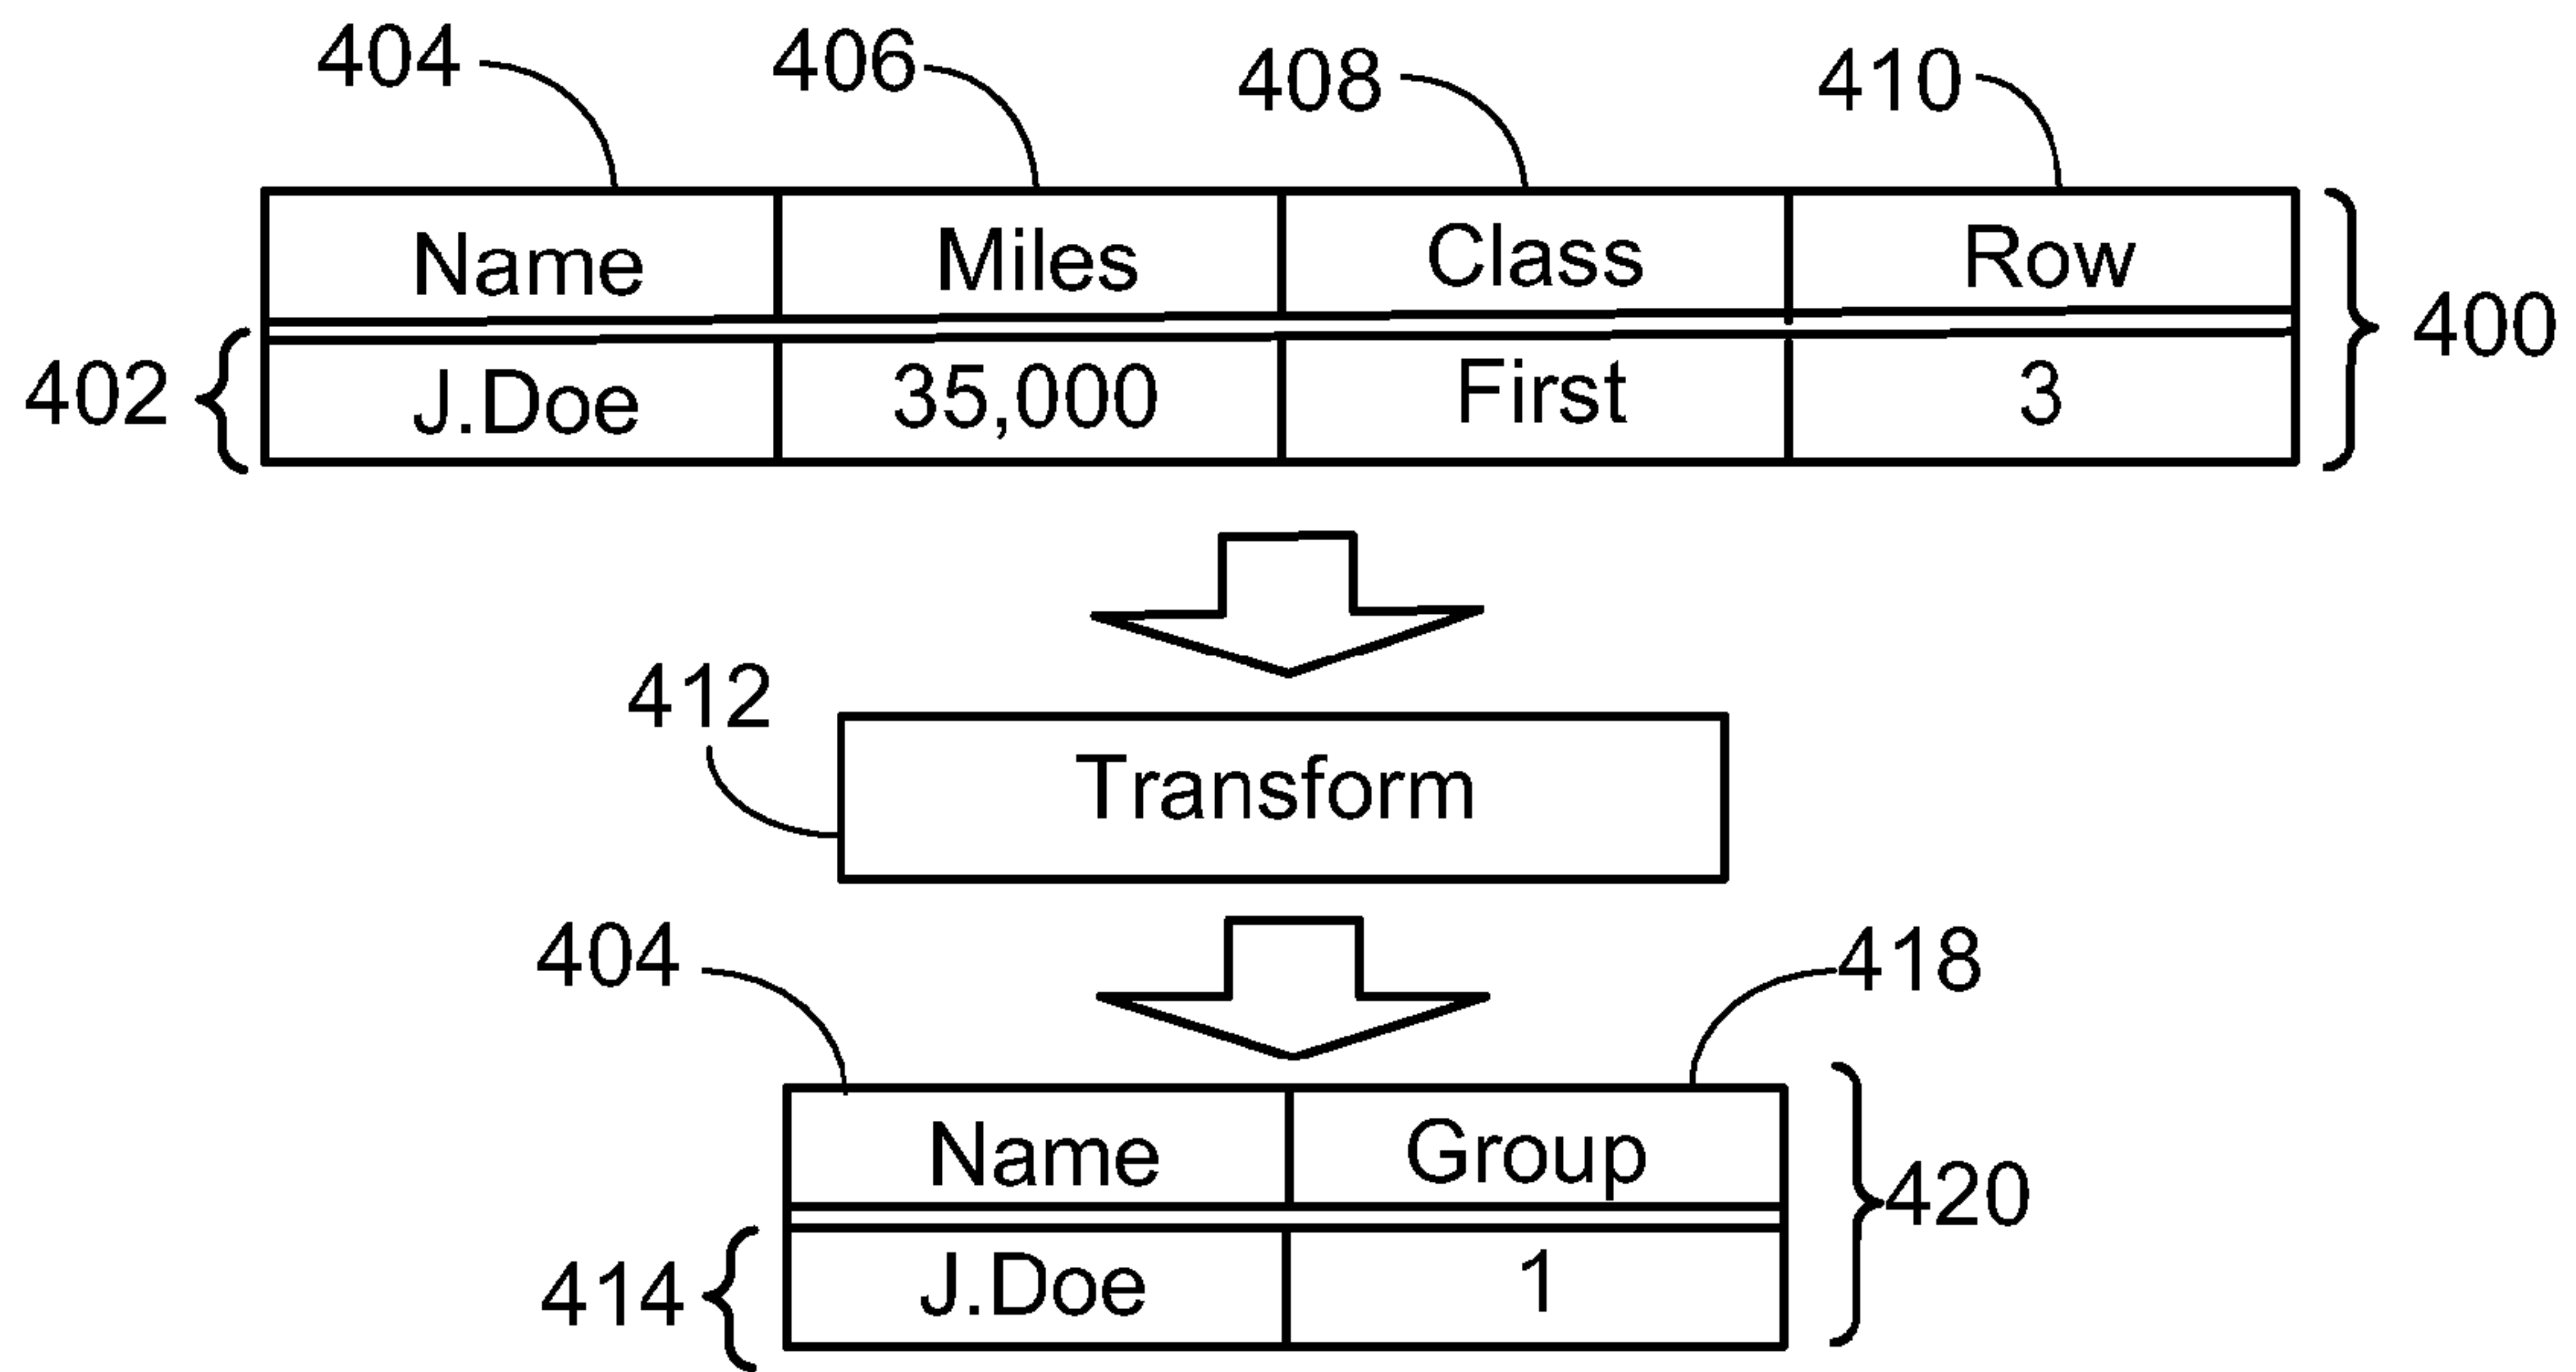 404 406 408 410
Name Miles Class Row
400
402 J.Doe 35,000 First 3
412
Transform
404 418
Name Group
420
414 J.Doe 1